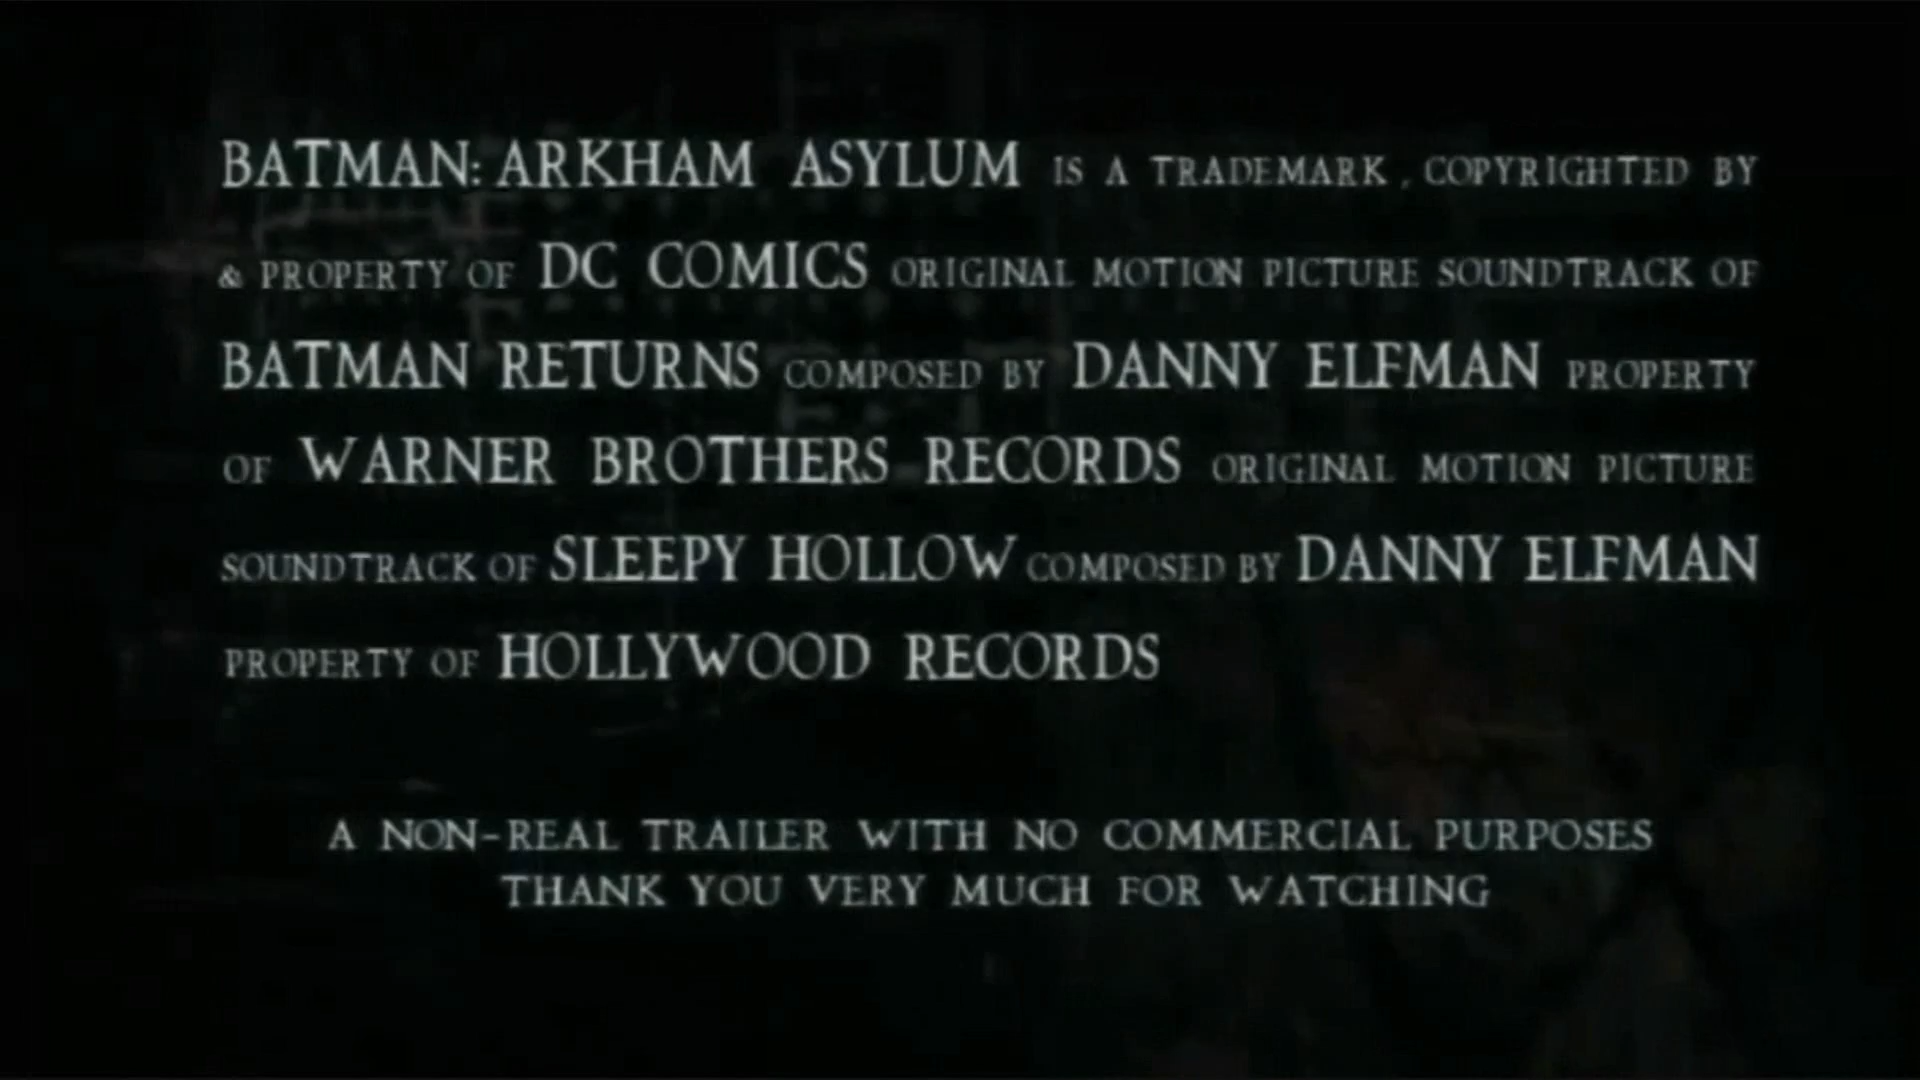 BATMAN: ARKHAM ASYLUM IS A TRADEMARK, COPYRIGHTED BY
& PROPERTY OF DC COMICS ORIGINAL MOTION PICTURE SOUNDTRACK OF
BATMAN RETURNS COMPOSED BY DANNY ELFMAN PROPERTY
OF WARNER BROTHERS RECORDS ORIGINAL MOTION PICTURE
SOUNDTRACK OF SLEEPY HOLLOW COMPOSED BY DANNY ELFMAN
PROPERTY OF HOLLYWOOD RECORDS
A NON-REAL TRAILER WITH NO COMMERCIAL PURPOSES
THANK YOU VERY MUCH FOR WATCHING